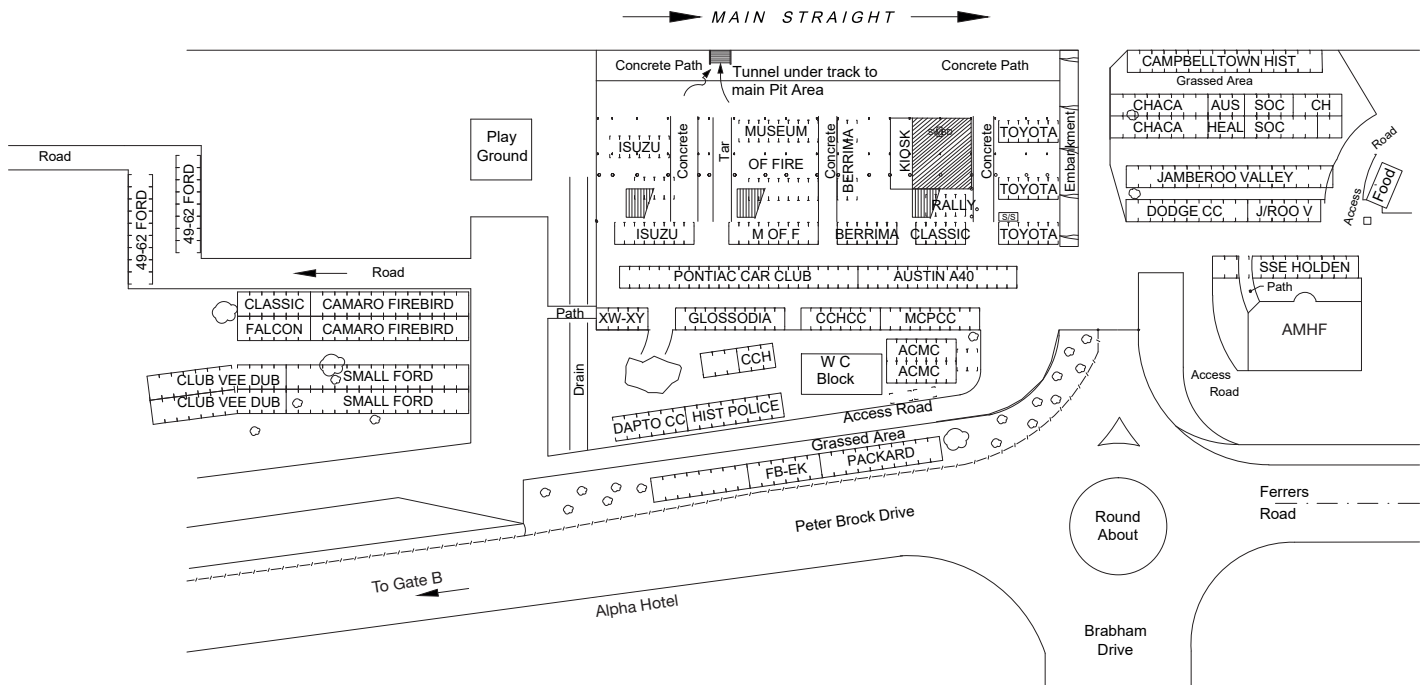 MAIN STRAIGHT
Concrete Path
Tunnel under track to
main Pit Area
Concrete Path
CAMPBELLTOWN HIST
Grassed Area
CHACA AUS SOC CH
CHACA HEAL SOC
Road
Play
Ground
ISUZU
Concrete
Tar
MUSEUM
OF FIRE
Concrete
BERRIMA
KIOSK
Concrete
TOYOTA
Embankment
TOYOTA
RALLY
S/S
ISUZU
M OF F
BERRIMA
CLASSIC
TOYOTA
JAMBEROO VALLEY
DODGE CC J/ROO V
Access
Road
Food
Road
49-62 FORD
49-62 FORD
Road
PONTIAC CAR CLUB AUSTIN A40
SSE HOLDEN
Path
AMHF
CLASSIC CAMARO FIREBIRD
FALCON CAMARO FIREBIRD
Path
XW-XY
GLOSSODIA
CCHCC MCPCC
CCH
W C
Block
ACMC
ACMC
Access
Road
CLUB VEE DUB SMALL FORD
CLUB VEE DUB SMALL FORD
Drain
DAPTO CC HIST POLICE
Access Road
Grassed Area
FB-EK PACKARD
Peter Brock Drive
Round
About
Ferrers
Road
To Gate B
Alpha Hotel
Brabham
Drive